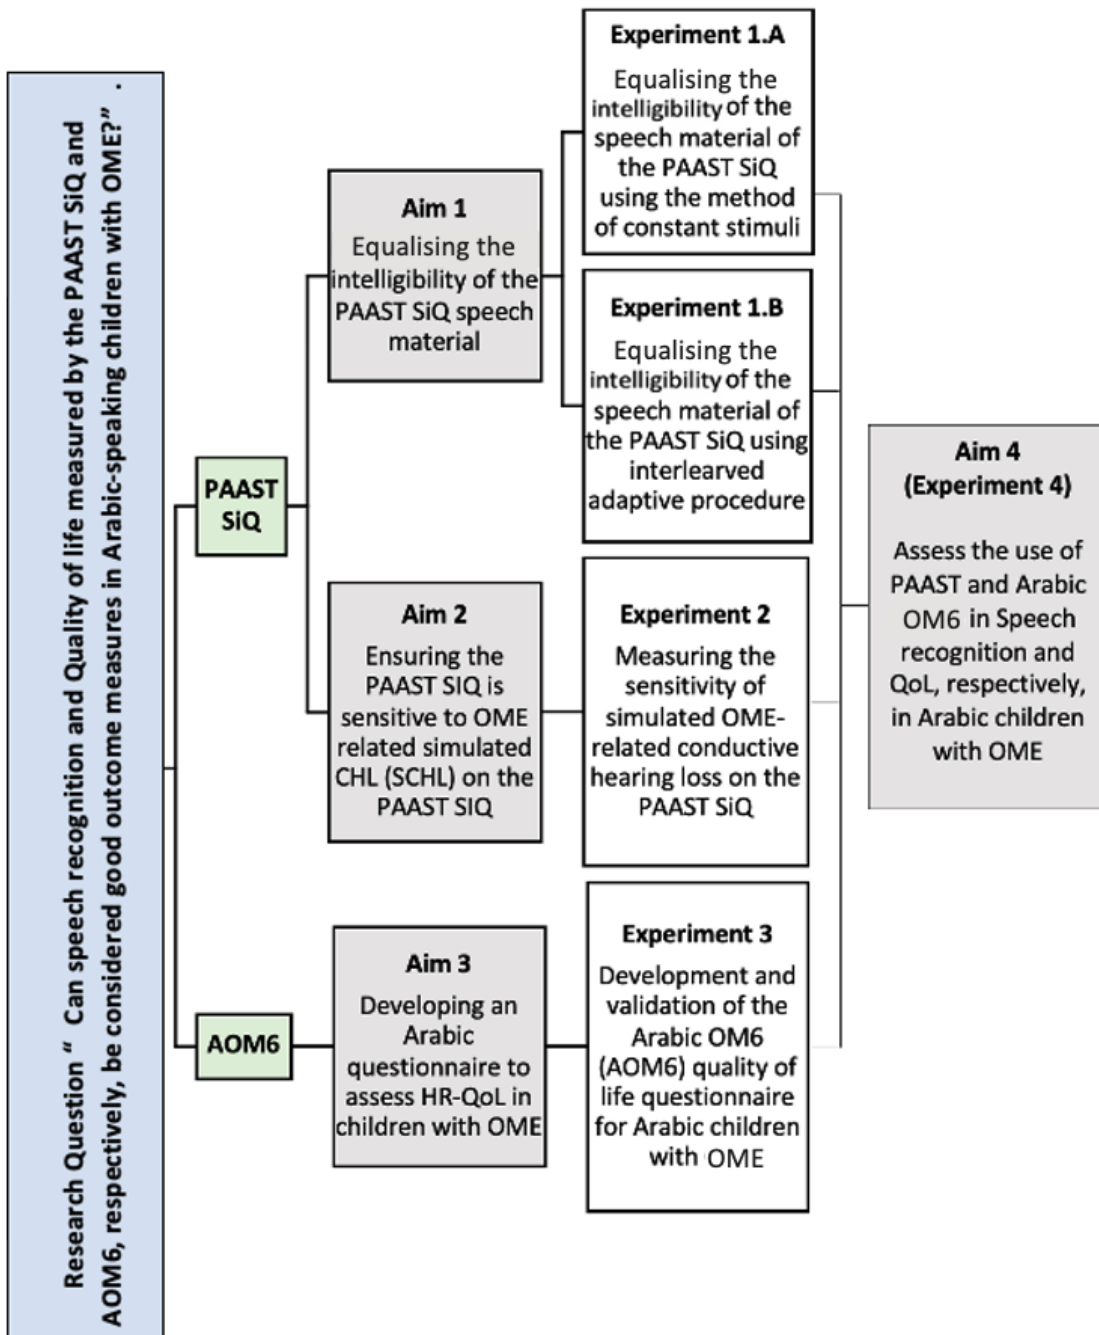 Research Question “ Can speech recognition and Quality of life measured by the PAAST SiQ and
AOM6, respectively, be considered good outcome measures in Arabic-speaking children with OME?” .
PAAST
SiQ
AOM6
Aim 1
Equalising the
intelligibility of the
PAAST SiQ speech
material
Aim 2
Ensuring the
PAAST SIQ is
sensitive to OME
related simulated
CHL (SCHL) on the
PAAST SIQ
Aim 3
Developing an
Arabic
questionnaire to
assess HR-QoL in
children with OME
Experiment 1.A
Equalising the
intelligibility of the
speech material of
the PAAST SiQ
using the method
of constant stimuli
Experiment 1.B
Equalising the
intelligibility of the
speech material of
the PAAST SiQ using
interlearved
adaptive procedure
Experiment 2
Measuring the
sensitivity of
simulated OME-
related conductive
hearing loss on the
PAAST SiQ
Experiment 3
Development and
validation of the
Arabic OM6
(AOM6) quality of
life questionnaire
for Arabic children
with OME
Aim 4
(Experiment 4)
Assess the use of
PAAST and Arabic
OM6 in Speech
recognition and
QoL, respectively,
in Arabic children
with OME